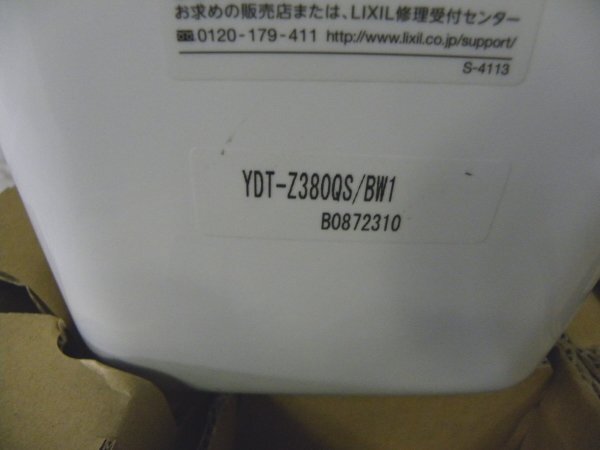 お求めの販売店または、LIXIL修理受付センター
0120-179-411 http://www.lixil.co.jp/support/
S-4113
YDT-Z380QS/BW1
B0872310